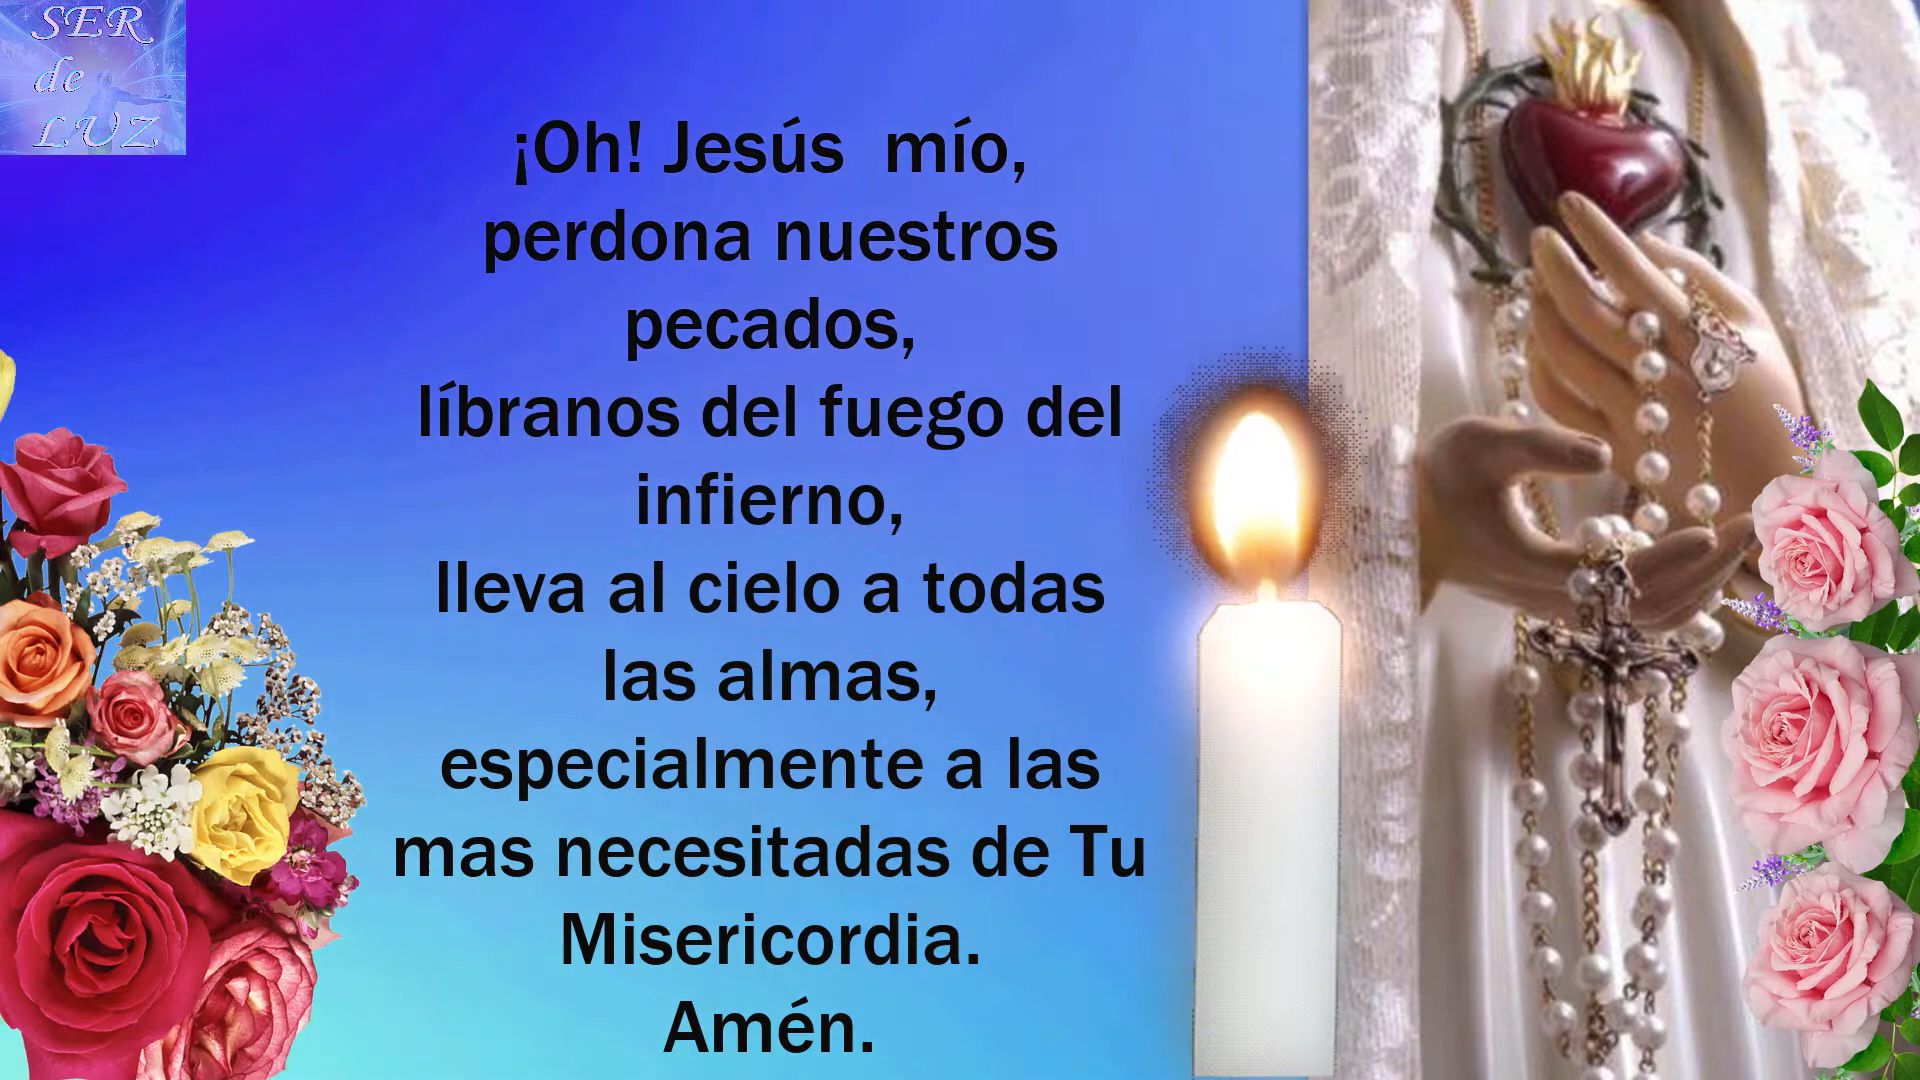 SER
de
LUZ
¡Oh! Jesús  mío,
perdona nuestros
pecados,
líbranos del fuego del
infierno,
lleva al cielo a todas
las almas,
especialmente a las
mas necesitadas de Tu
Misericordia.
Amén.